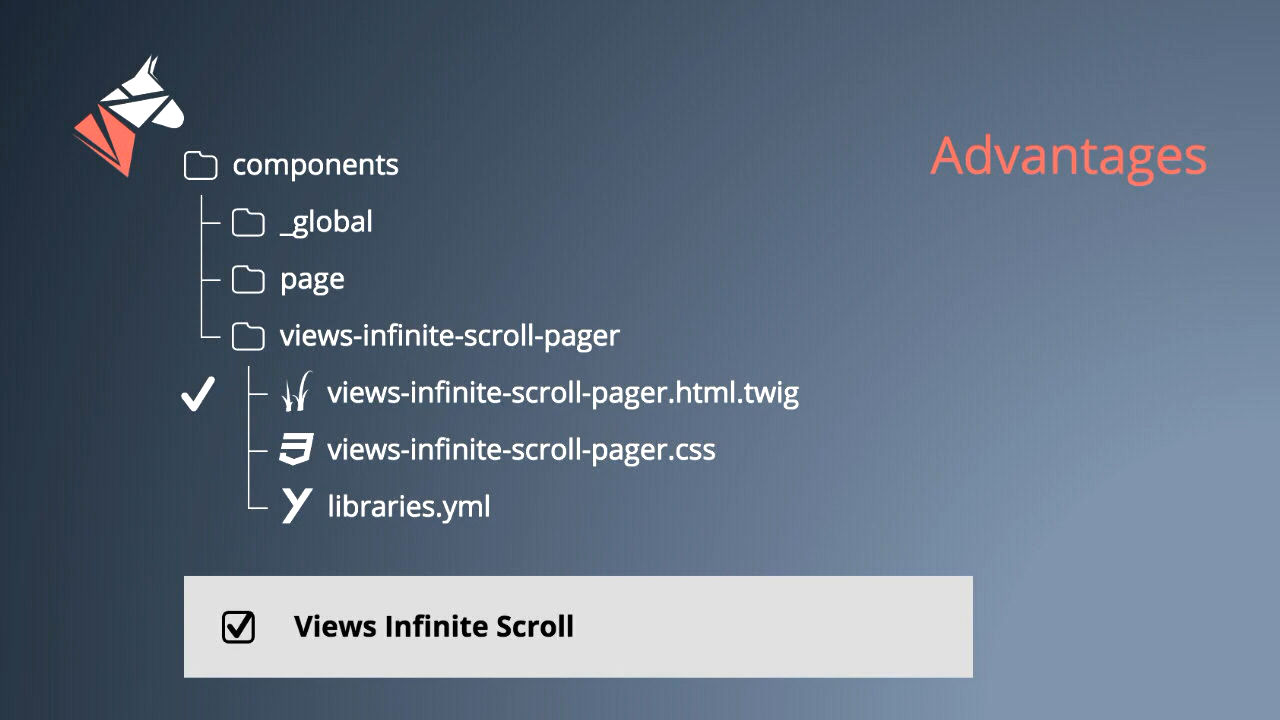 Advantages
components
_global
page
views-infinite-scroll-pager
views-infinite-scroll-pager.html.twig
views-infinite-scroll-pager.css
libraries.yml
Views Infinite Scroll